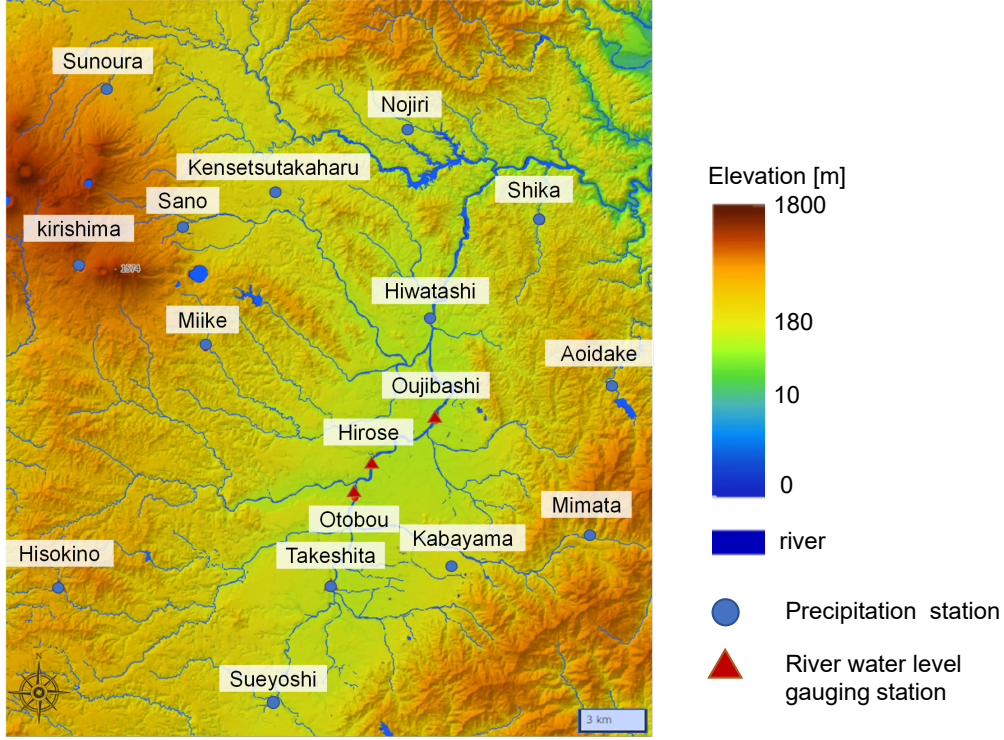 Sunoura
Nojiri
Kensetsutakaharu
Shika
Sano
kirishima
1574
Hiwatashi
Miike
Aoidake
Oujibashi
Hirose
Mimata
Otobou
Kabayama
Takeshita
Hisokino
Sueyoshi
N
3 km
Elevation [m]
1800
180
10
0
river
Precipitation station
River water level
gauging station